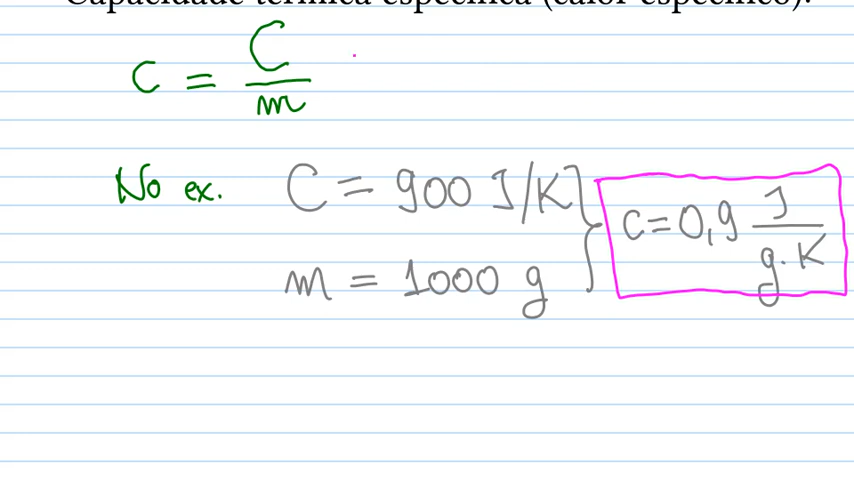 Capacidade térmica específica (calor específico):
c = C/m
No ex. C = 900 J/K
m = 1000 g
c = 0,9 J/g·K